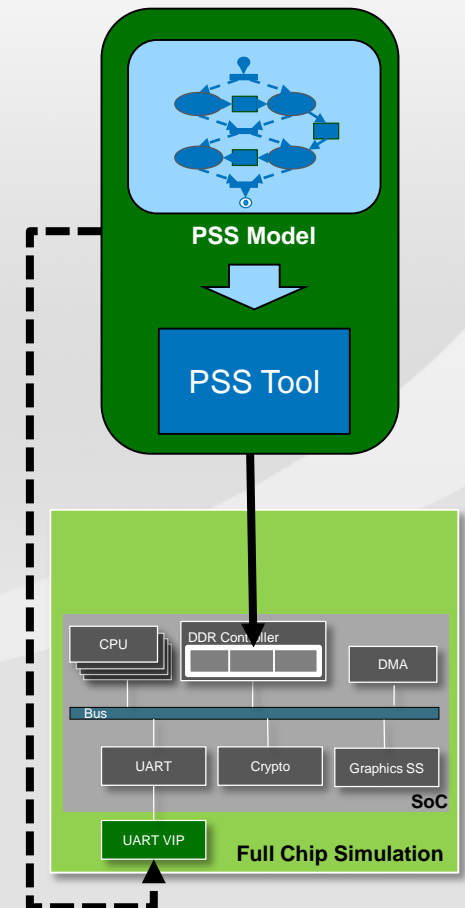 PSS Model
PSS Tool
CPU
DDR Controller
DMA
Bus
UART
Crypto
Graphics SS
SoC
UART VIP
Full Chip Simulation